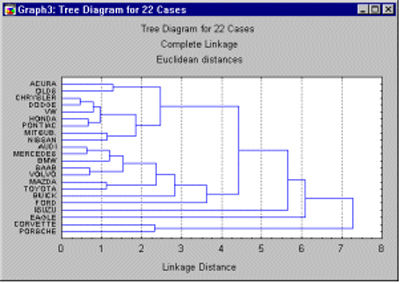 Graph3: Tree Diagram for 22 Cases
Tree Diagram for 22 Cases
Complete Linkage
Euclidean distances
ACURA
OLDS
CHRYSLER
DODGE
VW
HONDA
PONTIAC
MITSUB.
NISSAN
AUDI
MERCEDES
BMW
SAAB
VOLVO
MAZDA
TOYOTA
BUICK
FORD
ISUZU
EAGLE
CORVETTE
PORSCHE
0 1 2 3 4 5 6 7 8
Linkage Distance